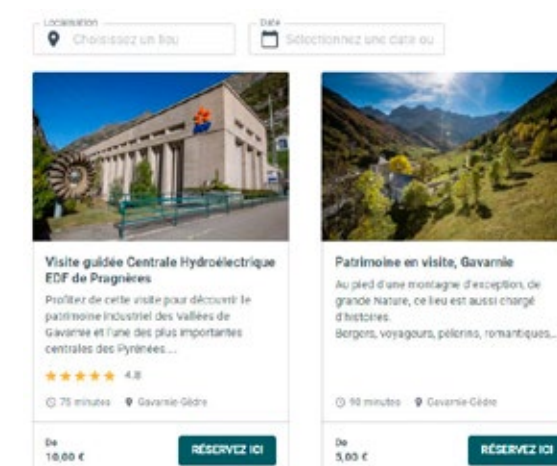 Localisation
Choisissez un lieu
Date
Sélectionnez une date ou
EDF
Visite guidée Centrale Hydroélectrique
EDF de Pragnères
Profitez de cette visite pour découvrir le
patrimoine industriel des Vallées de
Gavarnie et l'une des plus importantes
centrales des Pyrénées ...
4.8
75 minutes
Gavarnie-Gèdre
De
10,00 €
RÉSERVEZ ICI
Patrimoine en visite, Gavarnie
Au pied d'une montagne d'exception, de
grande Nature, ce lieu est aussi chargé
d'histoires.
Bergers, voyageurs, pèlerins, romantiques...
90 minutes
Gavarnie-Gèdre
De
5,00 €
RÉSERVEZ ICI